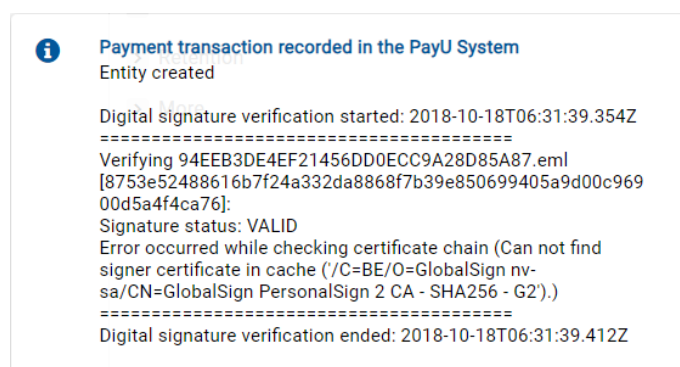 Payment transaction recorded in the PayU System
> Retention
Entity created
> More
Digital signature verification started: 2018-10-18T06:31:39.354Z
========================================
Verifying 94EEB3DE4EF21456DD0ECC9A28D85A87.eml
[8753e52488616b7f24a332da8868f7b39e850699405a9d00c969
00d5a4f4ca76]:
Signature status: VALID
Error occurred while checking certificate chain (Can not find
signer certificate in cache ('/C=BE/O=GlobalSign nv-
sa/CN=GlobalSign PersonalSign 2 CA - SHA256 - G2').)
========================================
Digital signature verification ended: 2018-10-18T06:31:39.412Z